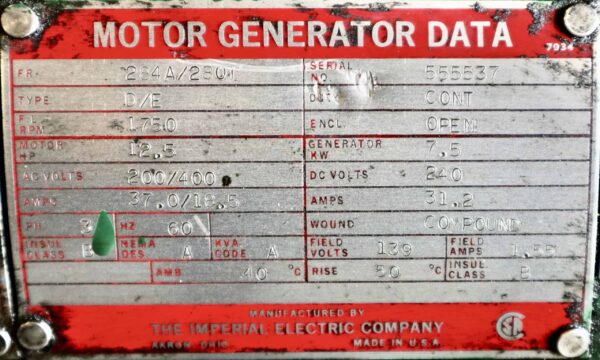 MOTOR GENERATOR DATA
7934
FR. 284A/280 SERIAL NO 555537
TYPE D/E DUTY CONT
F.L. RPM 1750 ENCL. OPEN
MOTOR HP 12.5 GENERATOR KW 7.5
AC VOLTS 200/400 DC VOLTS 240
AMPS 37.0/18.5 AMPS 31.2
PH 3 HZ 60 WOUND COMPOUND
INSUL CLASS B NEMA DES. A KVA CODE A FIELD VOLTS 139 FIELD AMPS
AMB 40 °C RISE 50 °C INSUL CLASS B
MANUFACTURED BY
THE IMPERIAL ELECTRIC COMPANY
AKRON, OHIO MADE IN U.S.A.